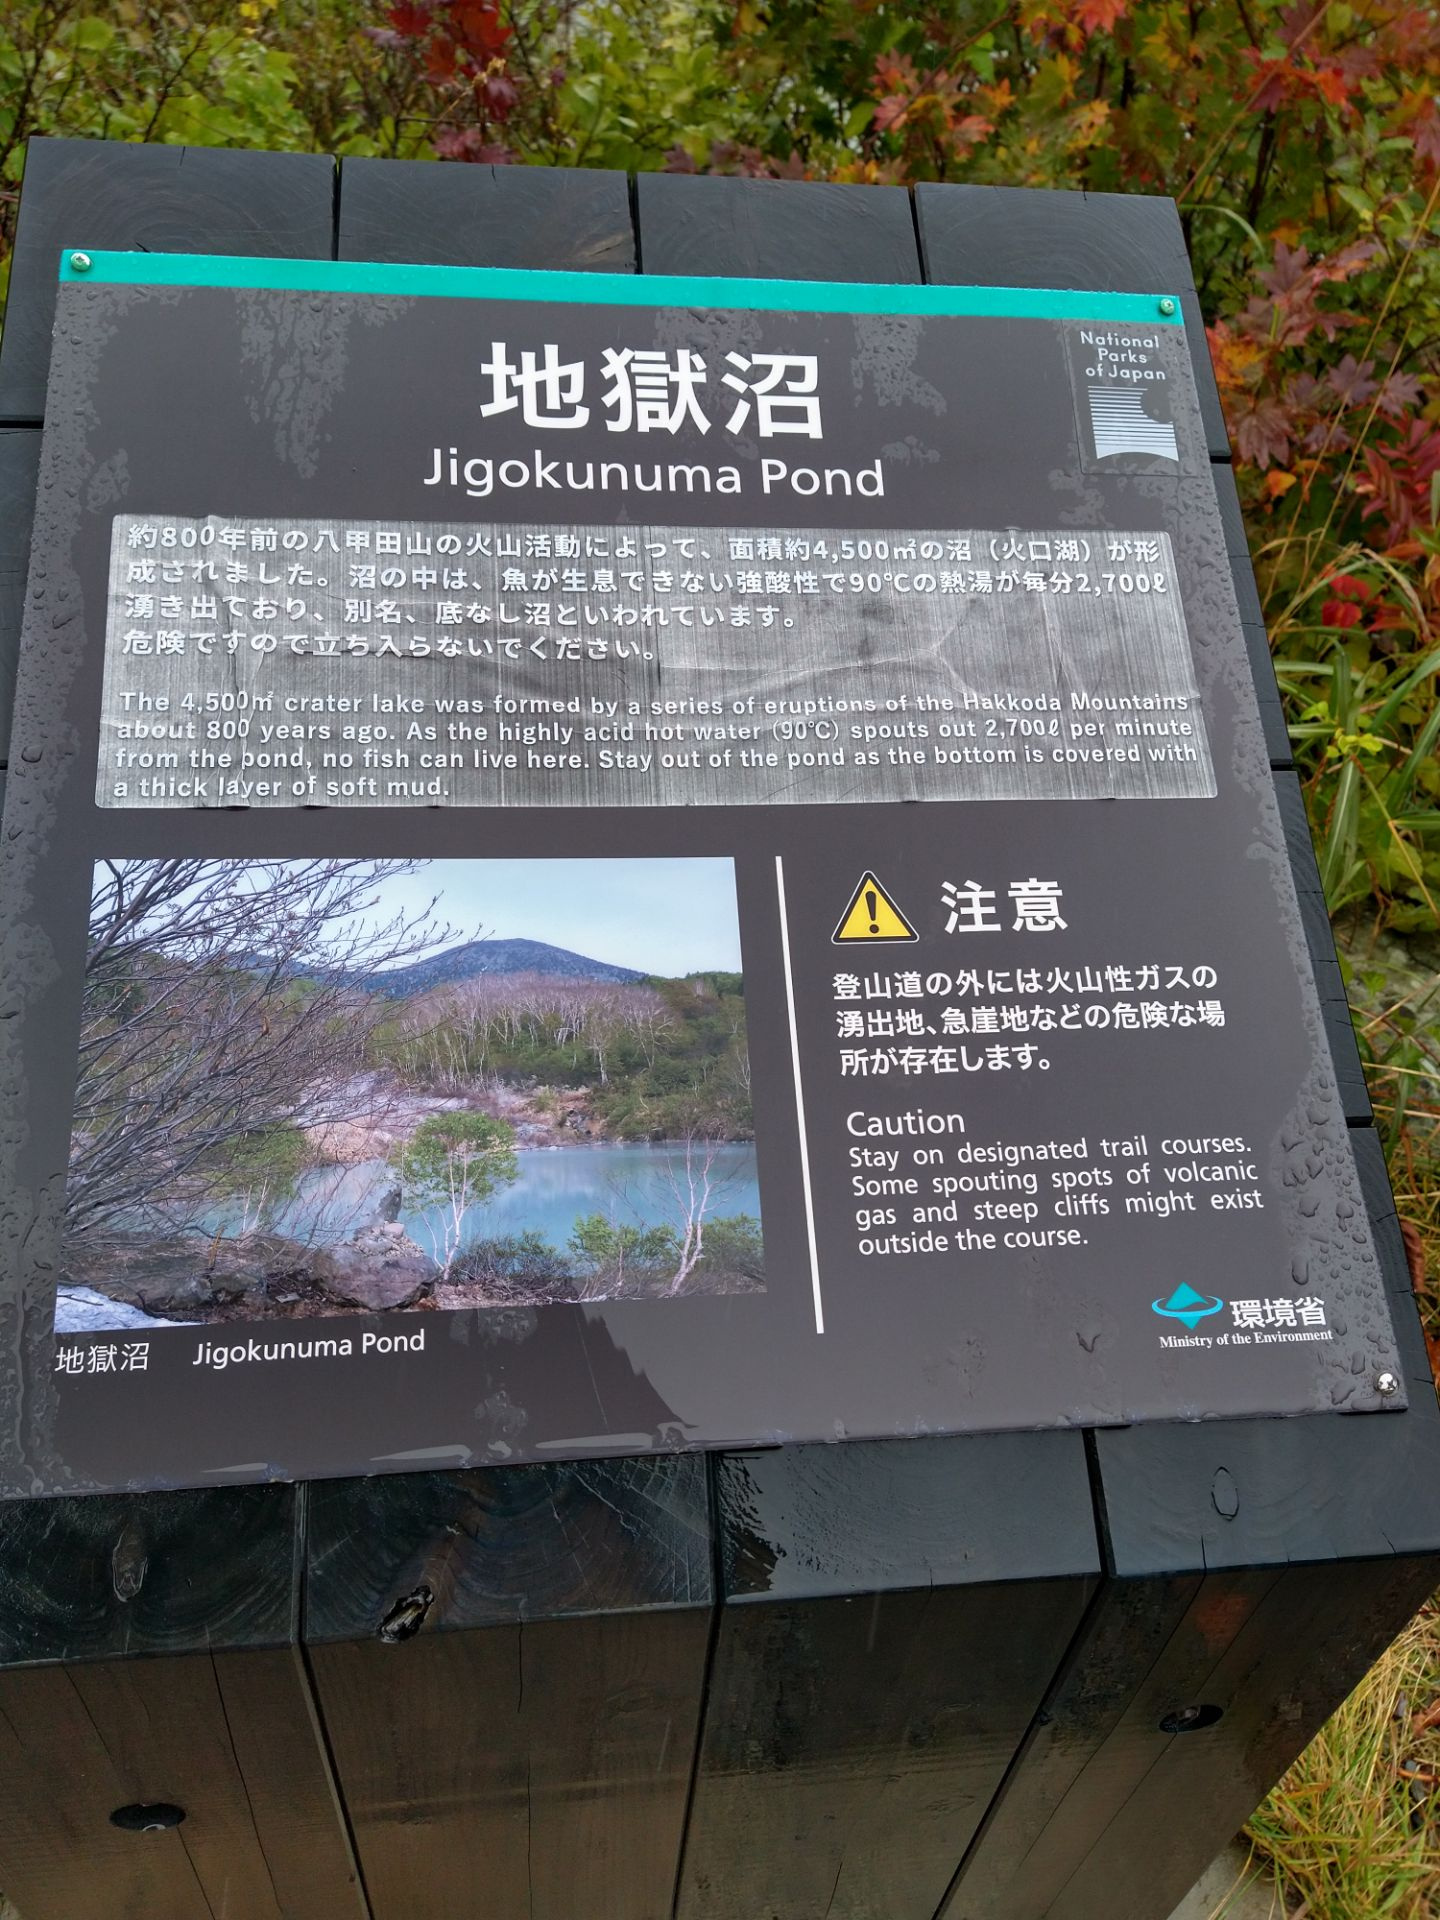 地獄沼
Jigokunuma Pond
National
Parks
of Japan
約800年前の八甲田山の火山活動によって、面積約4,500㎡の沼（火口湖）が形
成されました。沼の中は、魚が生息できない強酸性で90℃の熱湯が毎分2,700ℓ
湧き出ており、別名、底なし沼といわれています。
危険ですので立ち入らないでください。
The 4,500㎡ crater lake was formed by a series of eruptions of the Hakkoda Mountains
about 800 years ago. As the highly acid hot water (90℃) spouts out 2,700ℓ per minute
from the pond, no fish can live here. Stay out of the pond as the bottom is covered with
a thick layer of soft mud.
地獄沼 Jigokunuma Pond
注意
登山道の外には火山性ガスの
湧出地、急崖地などの危険な場
所が存在します。
Caution
Stay on designated trail courses.
Some spouting spots of volcanic
gas and steep cliffs might exist
outside the course.
環境省
Ministry of the Environment